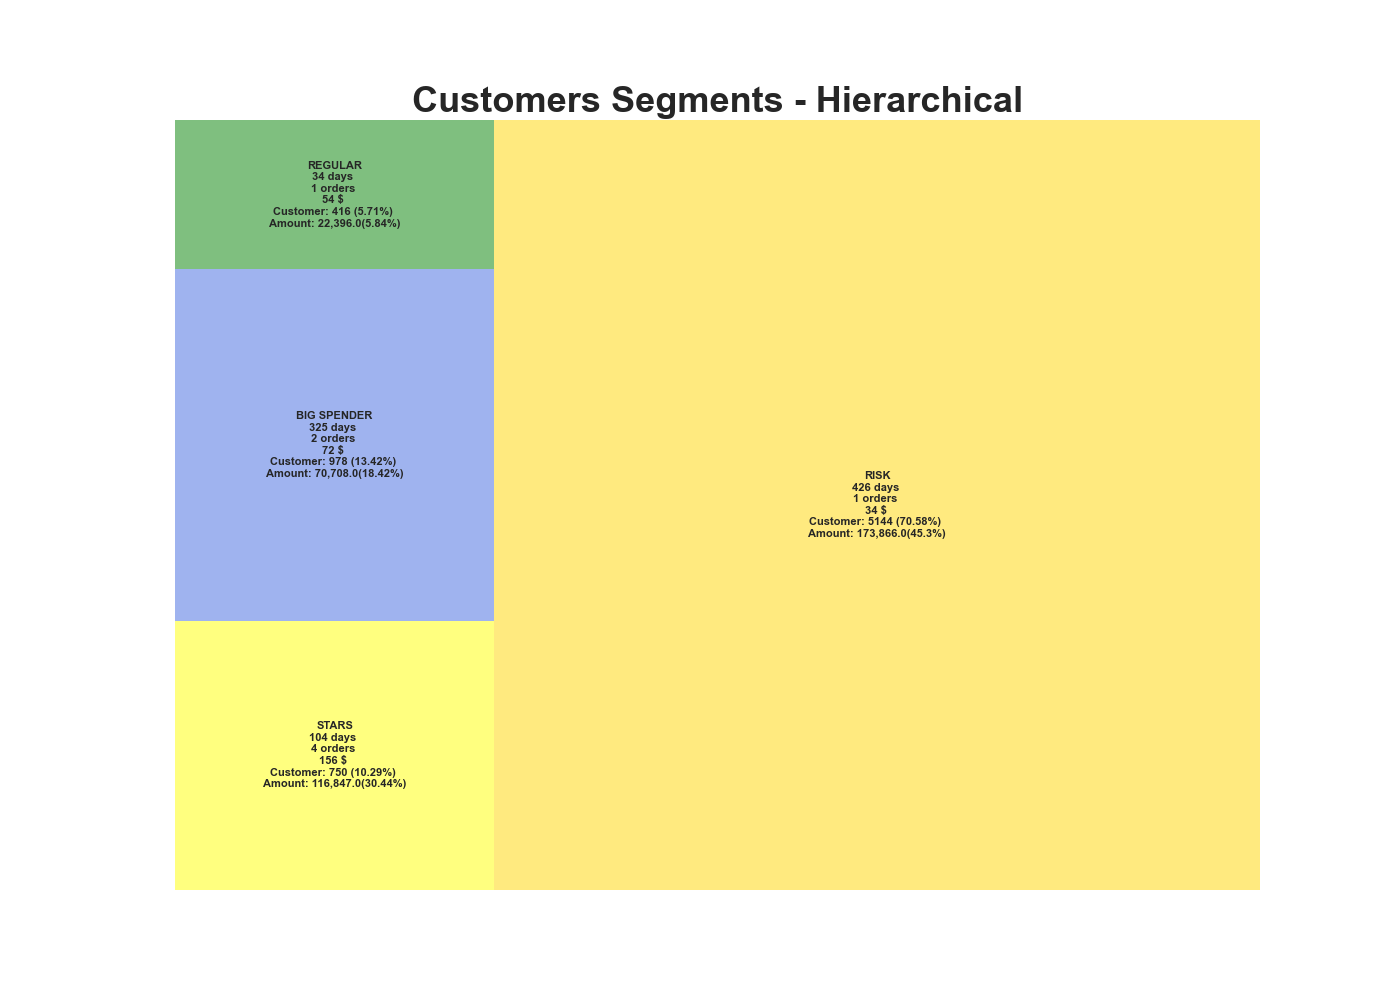 Customers Segments - Hierarchical
REGULAR
34 days
1 orders
54 $
Customer: 416 (5.71%)
Amount: 22,396.0(5.84%)
BIG SPENDER
325 days
2 orders
72 $
Customer: 978 (13.42%)
Amount: 70,708.0(18.42%)
STARS
104 days
4 orders
156 $
Customer: 750 (10.29%)
Amount: 116,847.0(30.44%)
RISK
426 days
1 orders
34 $
Customer: 5144 (70.58%)
Amount: 173,866.0(45.3%)